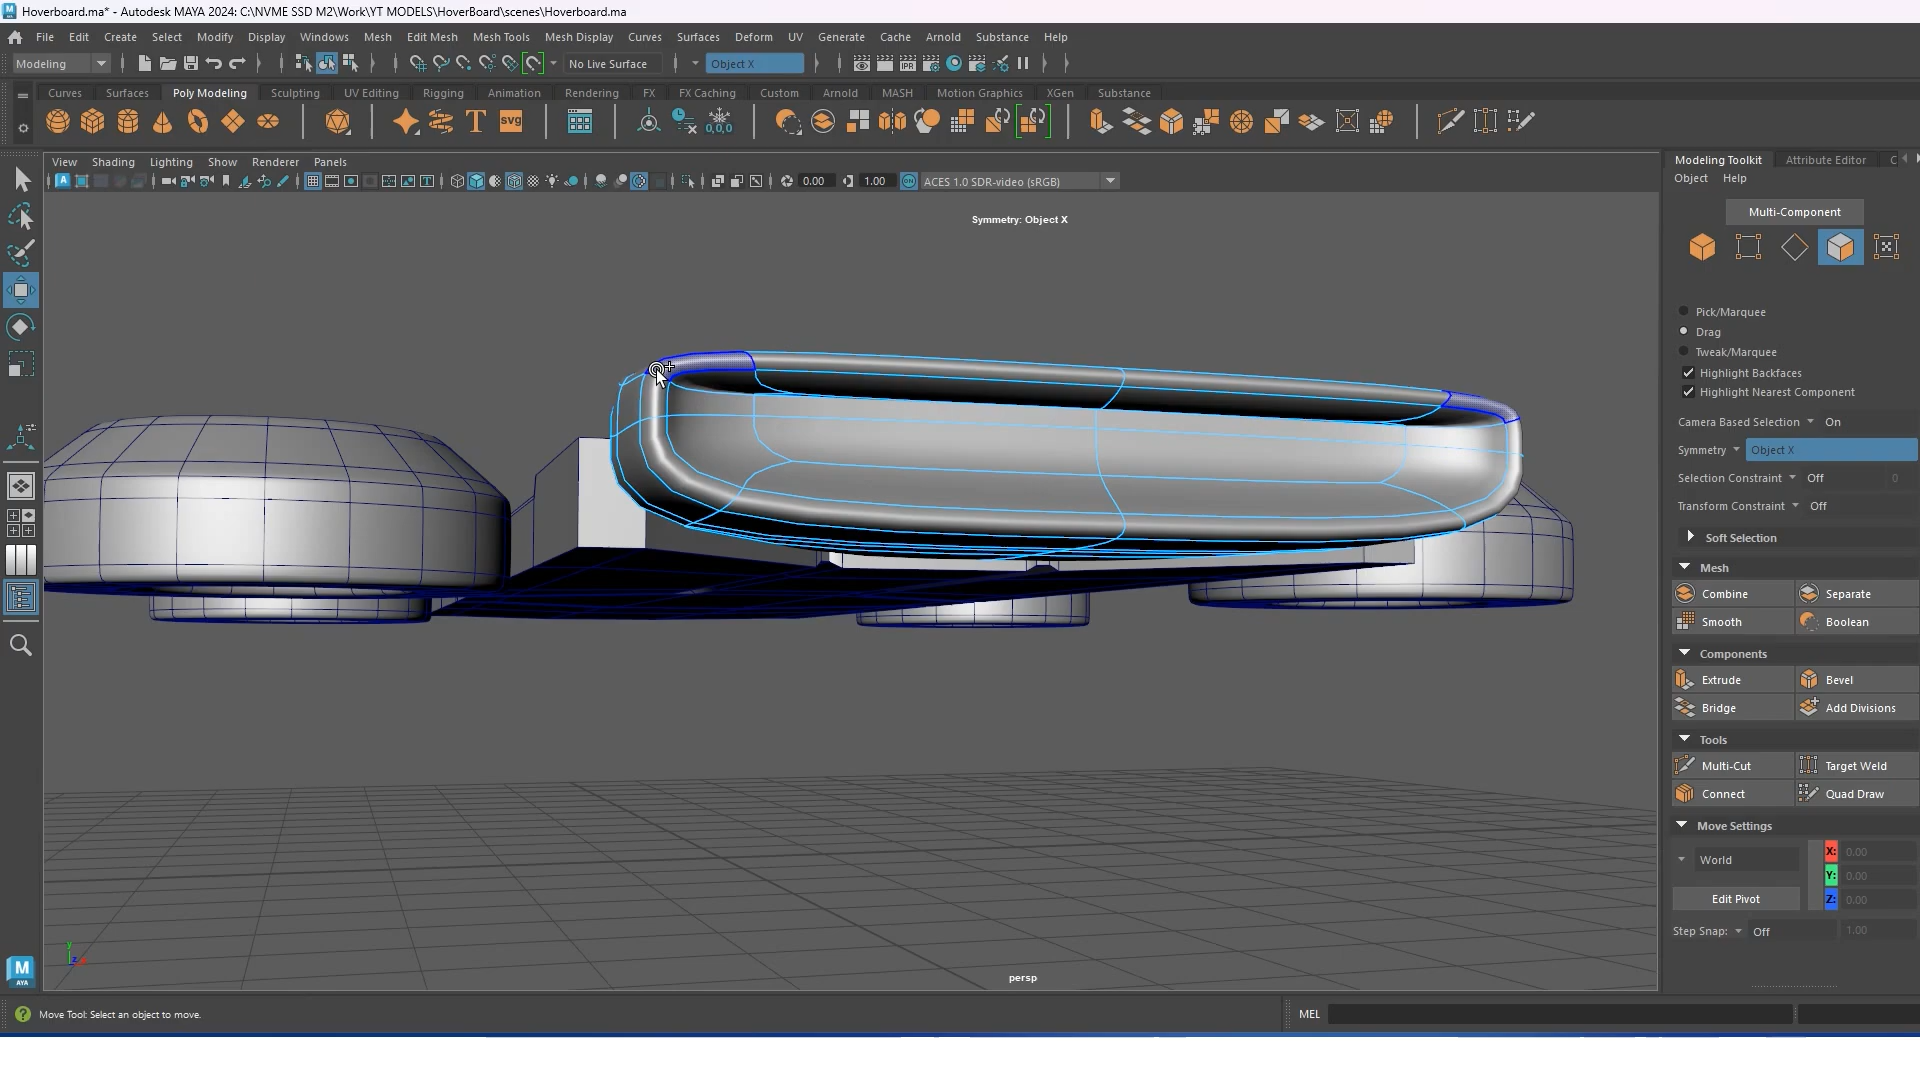 Hoverboard.ma* - Autodesk MAYA 2024: C:\NVME SSD M2\Work\YT MODELS\HoverBoard\scenes\Hoverboard.ma
File Edit Create Select Modify Display Windows Mesh Edit Mesh Mesh Tools Mesh Display Curves Surfaces Deform UV Generate Cache Arnold Substance Help
Modeling No Live Surface Object X
Curves Surfaces Poly Modeling Sculpting UV Editing Rigging Animation Rendering FX FX Caching Custom Arnold MASH Motion Graphics XGen Substance
T svg 0,0,0
View Shading Lighting Show Renderer Panels
0.00 1.00 ACES 1.0 SDR-video (sRGB)
Symmetry: Object X
Modeling Toolkit Attribute Editor C
Object Help
Multi-Component
Pick/Marquee
Drag
Tweak/Marquee
Highlight Backfaces
Highlight Nearest Component
Camera Based Selection On
Symmetry Object X
Selection Constraint Off 0
Transform Constraint Off
Soft Selection
Mesh
Combine Separate
Smooth Boolean
Components
Extrude Bevel
Bridge Add Divisions
Tools
Multi-Cut Target Weld
Connect Quad Draw
Move Settings
World X: 0.00
Y: 0.00
Edit Pivot Z: 0.00
Step Snap: Off 1.00
y
z
persp
M
AYA
Move Tool: Select an object to move. MEL